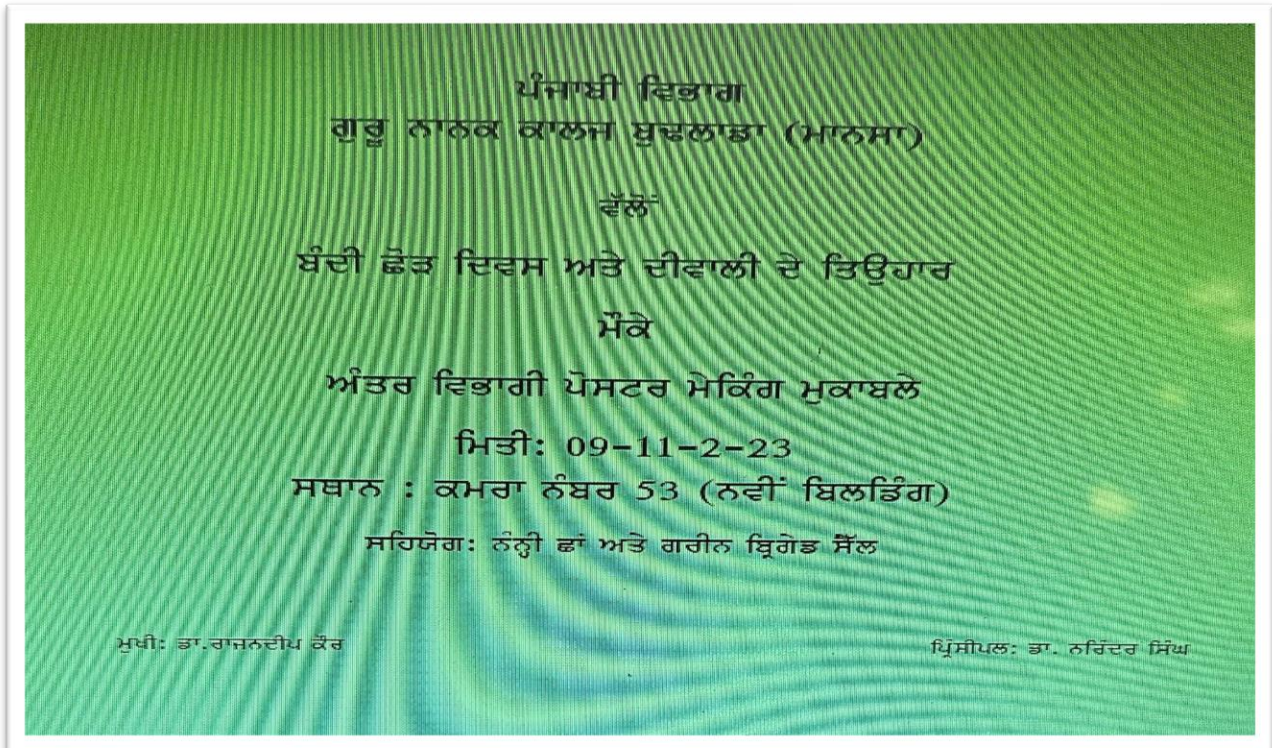 ਪੰਜਾਬੀ ਵਿਭਾਗ
ਗੁਰੂ ਨਾਨਕ ਕਾਲਜ ਬੁਢਲਾਡਾ (ਮਾਨਸਾ)
ਵੱਲੋਂ
ਬੰਦੀ ਛੋੜ ਦਿਵਸ ਅਤੇ ਦੀਵਾਲੀ ਦੇ ਤਿਉਹਾਰ
ਮੌਕੇ
ਅੰਤਰ ਵਿਭਾਗੀ ਪੋਸਟਰ ਮੇਕਿੰਗ ਮੁਕਾਬਲੇ
ਮਿਤੀ: 09-11-2-23
ਸਥਾਨ : ਕਮਰਾ ਨੰਬਰ 53 (ਨਵੀਂ ਬਿਲਡਿੰਗ)
ਸਹਿਯੋਗ: ਨੰਨ੍ਹੀ ਛਾਂ ਅਤੇ ਗਰੀਨ ਬ੍ਰਿਗੇਡ ਸੈੱਲ
ਮੁਖੀ: ਡਾ.ਰਾਜਨਦੀਪ ਕੌਰ ਪ੍ਰਿੰਸੀਪਲ: ਡਾ. ਨਰਿੰਦਰ ਸਿੰਘ